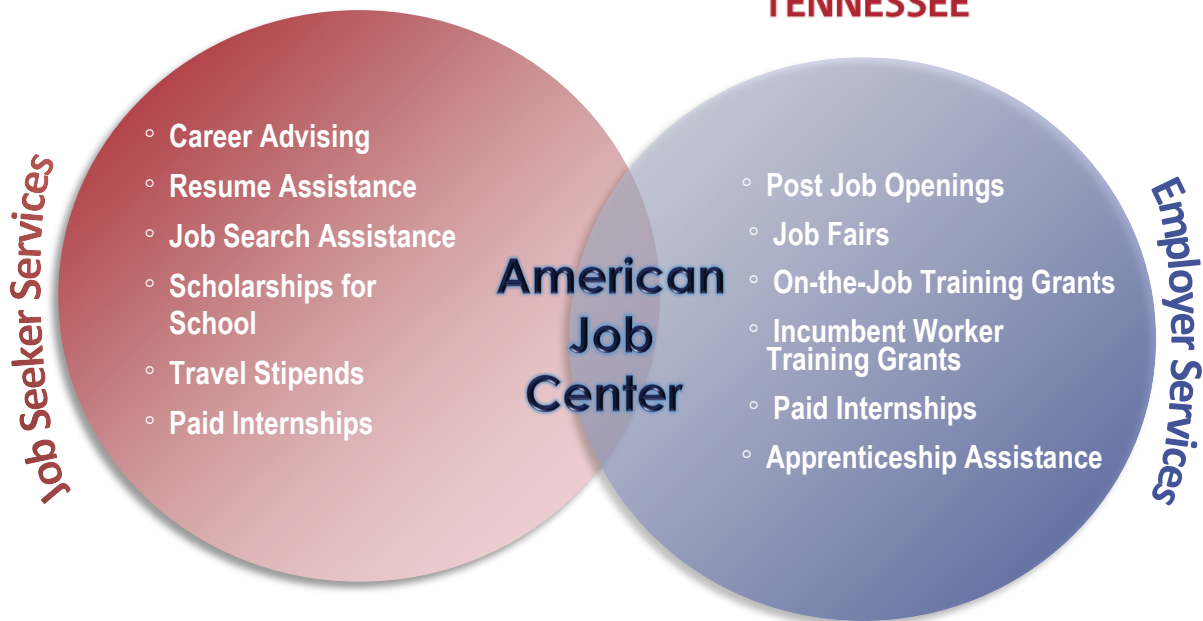 TENNESSEE
Job Seeker Services
◦ Career Advising
◦ Resume Assistance
◦ Job Search Assistance
◦ Scholarships for
School
◦ Travel Stipends
◦ Paid Internships
American
Job
Center
◦ Post Job Openings
◦ Job Fairs
◦ On-the-Job Training Grants
◦ Incumbent Worker
Training Grants
◦ Paid Internships
◦ Apprenticeship Assistance
Employer Services